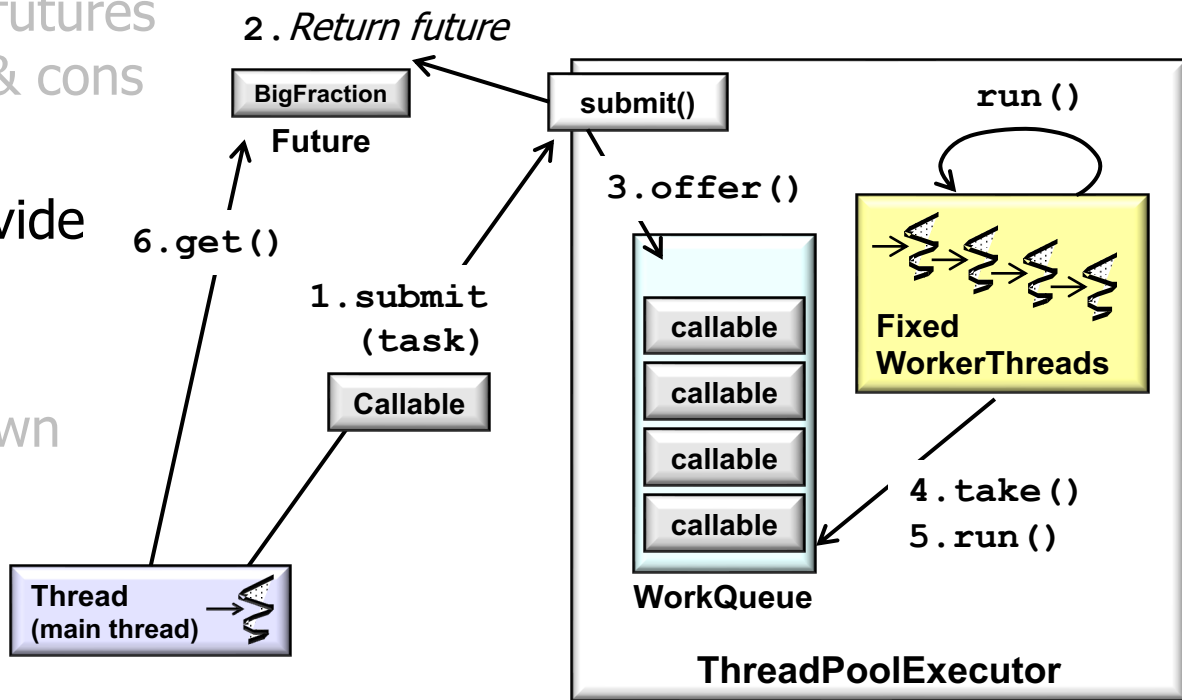 futures
& cons
vide
wn
2.Return future
BigFraction
Future
submit()
run()
3.offer()
6.get()
1.submit
(task)
Callable
callable
callable
callable
callable
WorkQueue
Fixed
WorkerThreads
4.take()
5.run()
Thread
(main thread)
ThreadPoolExecutor